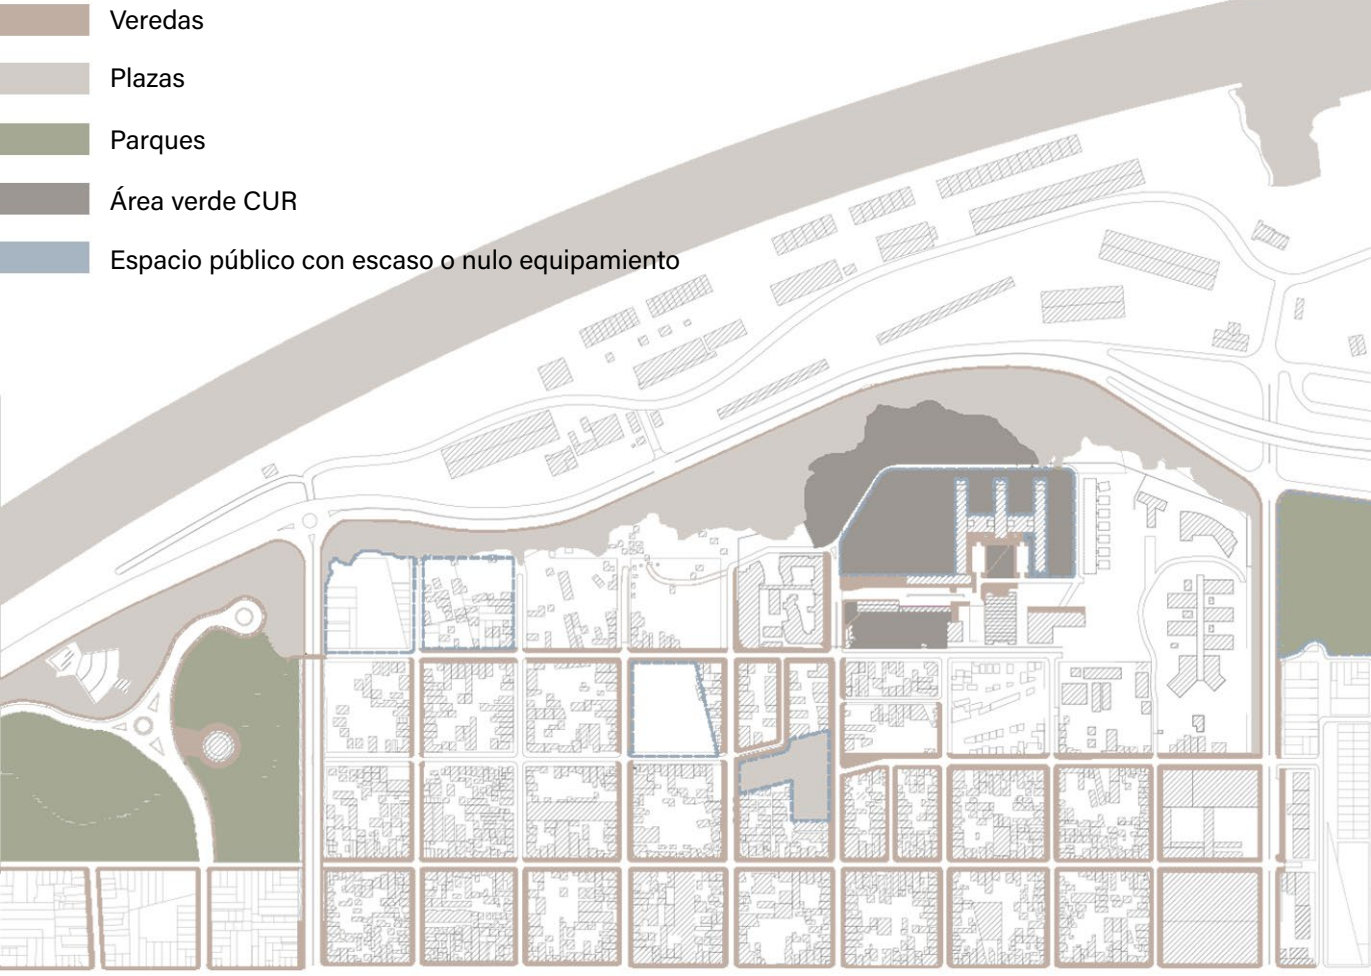 Veredas
Plazas
Parques
Área verde CUR
Espacio público con escaso o nulo equipamiento